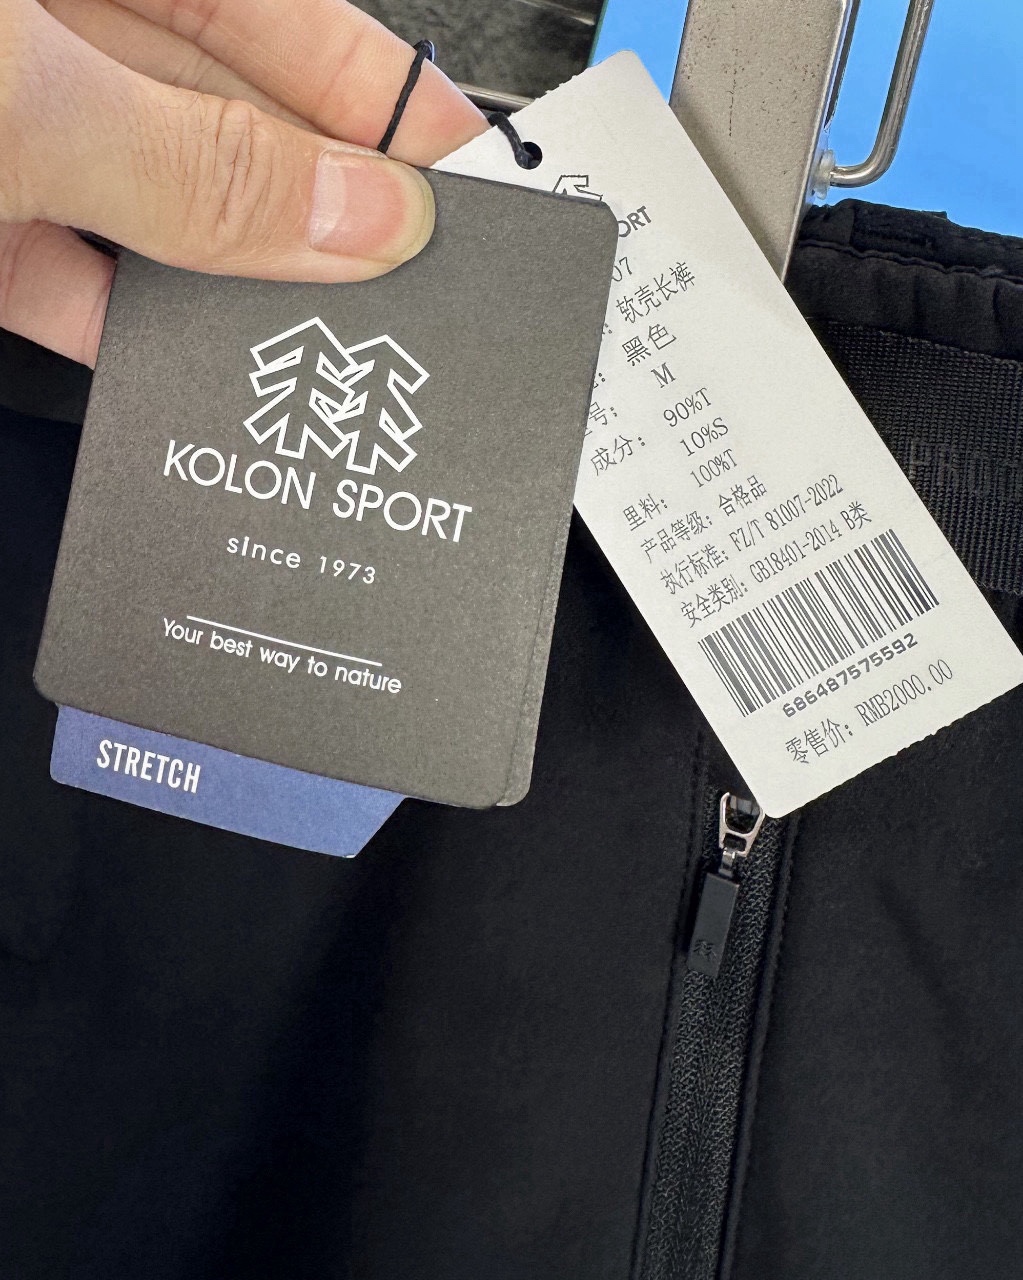 KOLON SPORT
since 1973
Your best way to nature
STRETCH
ORT
07
软壳长裤
黑色
号: M
成分: 90%T
10%S
里料: 100%T
产品等级: 合格品
执行标准: FZ/T 81007-2022
安全类别: GB18401-2014 B类
686487575592
零售价: RMB2000.00